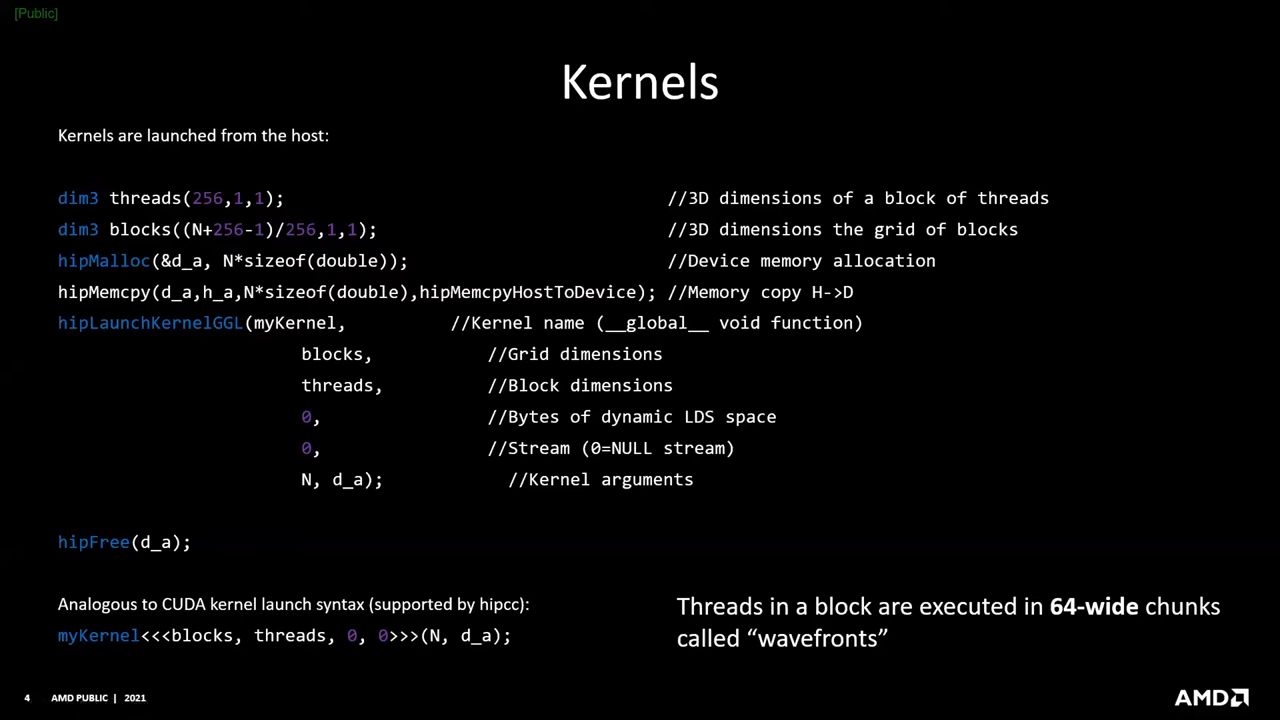 [Public]
Kernels
Kernels are launched from the host:
dim3 threads(256,1,1); //3D dimensions of a block of threads
dim3 blocks((N+256-1)/256,1,1); //3D dimensions the grid of blocks
hipMalloc(&d_a, N*sizeof(double)); //Device memory allocation
hipMemcpy(d_a,h_a,N*sizeof(double),hipMemcpyHostToDevice); //Memory copy H->D
hipLaunchKernelGGL(myKernel, //Kernel name (__global__ void function)
blocks, //Grid dimensions
threads, //Block dimensions
0, //Bytes of dynamic LDS space
0, //Stream (0=NULL stream)
N, d_a); //Kernel arguments
hipFree(d_a);
Analogous to CUDA kernel launch syntax (supported by hipcc):
myKernel<<<blocks, threads, 0, 0>>>(N, d_a);
Threads in a block are executed in 64-wide chunks
called “wavefronts”
4 AMD PUBLIC | 2021
AMD